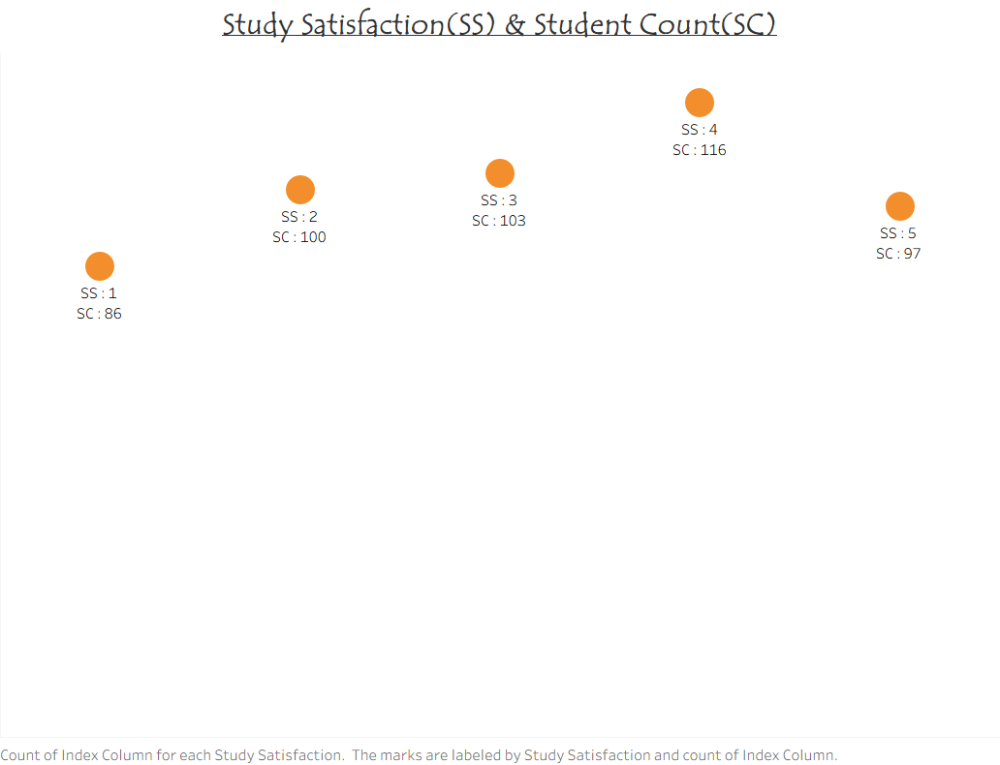 Study Satisfaction(SS) & Student Count(SC)
SS : 4
SC : 116
SS : 3
SC : 103
SS : 2
SC : 100
SS : 5
SC : 97
SS : 1
SC : 86
Count of Index Column for each Study Satisfaction.  The marks are labeled by Study Satisfaction and count of Index Column.